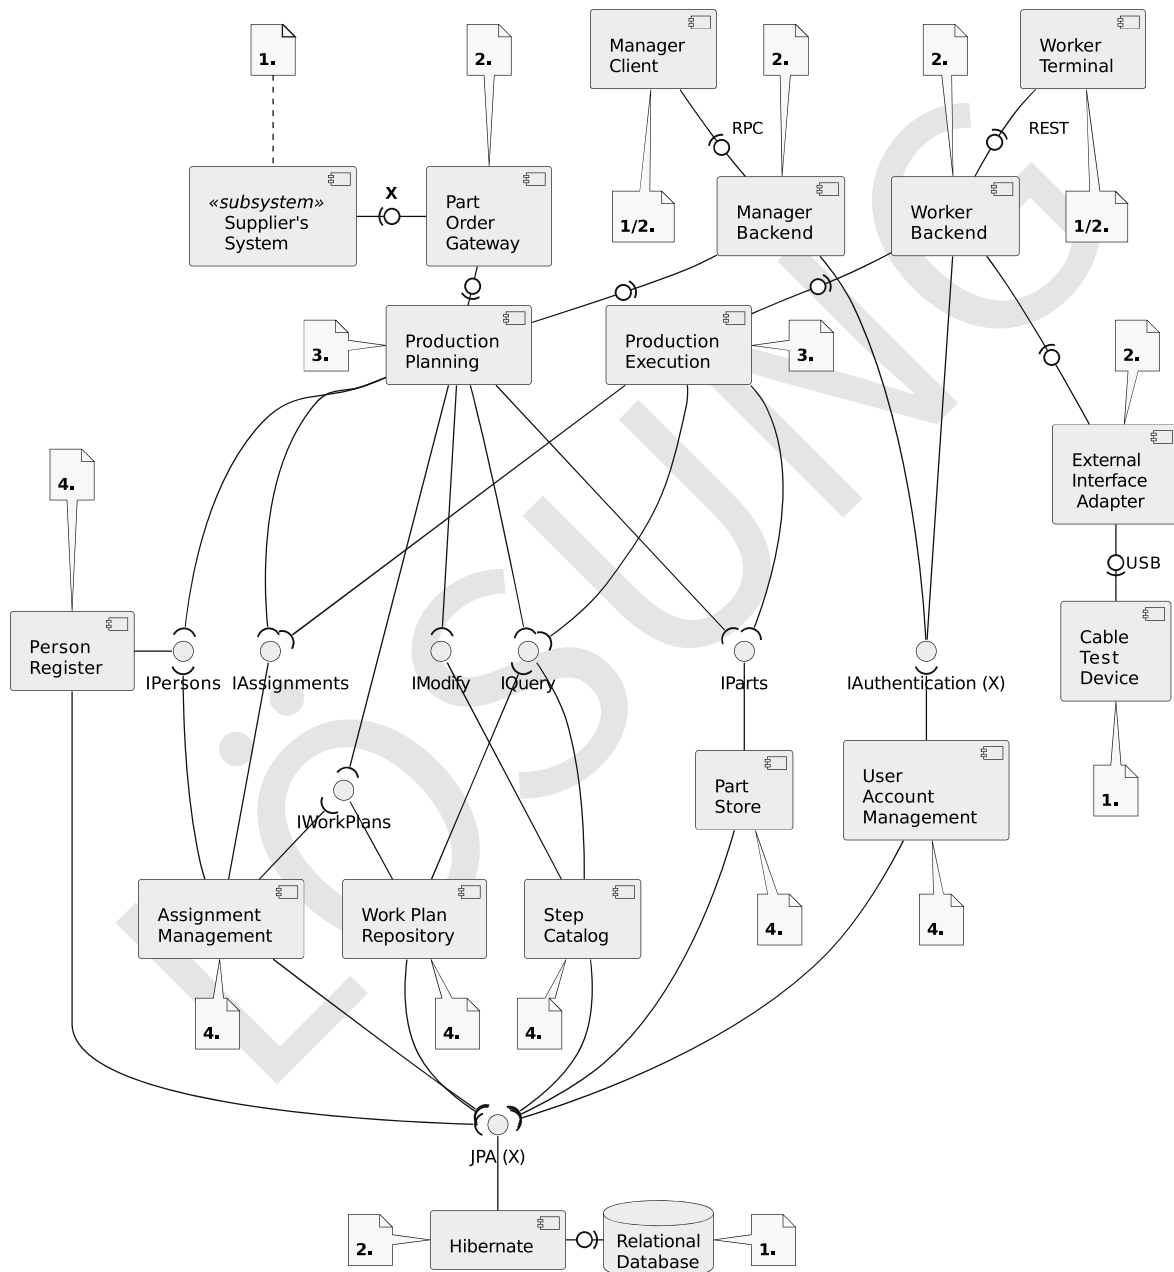 1.
2.
Manager
Client
2.
2.
Worker
Terminal
RPC
REST
«subsystem»
Supplier's
System
X
Part
Order
Gateway
1/2.
Manager
Backend
Worker
Backend
1/2.
3.
Production
Planning
Production
Execution
3.
2.
4.
External
Interface
Adapter
USB
Person
Register
IPersons
IAssignments
IModify
IQuery
IParts
IAuthentication (X)
Cable
Test
Device
Part
Store
User
Account
Management
1.
IWorkPlans
Assignment
Management
Work Plan
Repository
Step
Catalog
4.
4.
4.
4.
4.
JPA (X)
2.
Hibernate
Relational
Database
1.
LÖSUNG